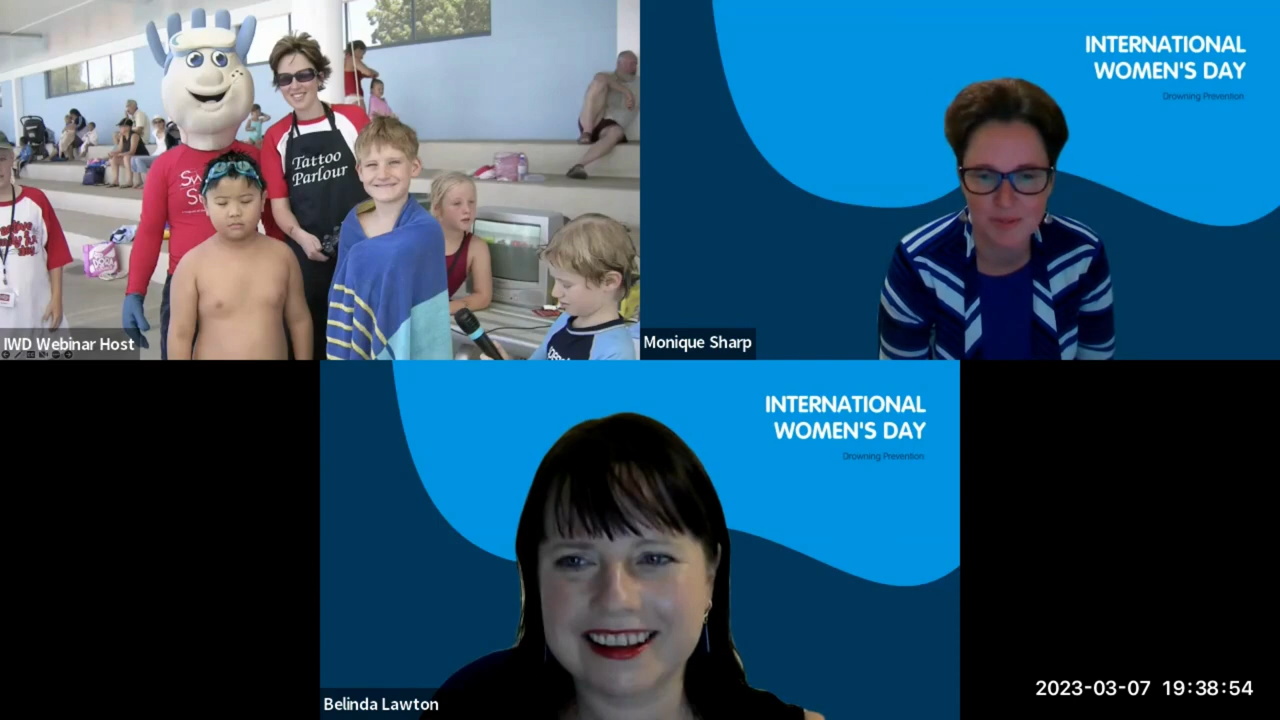 Tattoo
Parlour
IWD Webinar Host
INTERNATIONAL
WOMEN'S DAY
Drowning Prevention
Monique Sharp
INTERNATIONAL
WOMEN'S DAY
Drowning Prevention
Belinda Lawton
2023-03-07 19:38:54